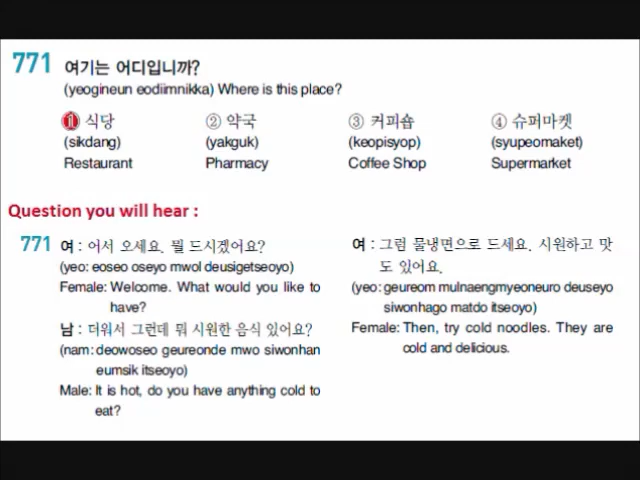 771 여기는 어디입니까?
(yeogineun eodiimnikka) Where is this place?
① 식당 ② 약국 ③ 커피숍 ④ 슈퍼마켓
(sikdang) (yakguk) (keopisyop) (syupeomaket)
Restaurant Pharmacy Coffee Shop Supermarket
Question you will hear :
771 여 : 어서 오세요. 뭘 드시겠어요?
(yeo: eoseo oseyo mwol deusigetseoyo)
Female: Welcome. What would you like to
have?
남 : 더워서 그런데 뭐 시원한 음식 있어요?
(nam: deowoseo geureonde mwo siwonhan
eumsik itseoyo)
Male: It is hot, do you have anything cold to
eat?
여 : 그럼 물냉면으로 드세요. 시원하고 맛
도 있어요.
(yeo: geureom mulnaengmyeoneuro deuseyo
siwonhago matdo itseoyo)
Female: Then, try cold noodles. They are
cold and delicious.